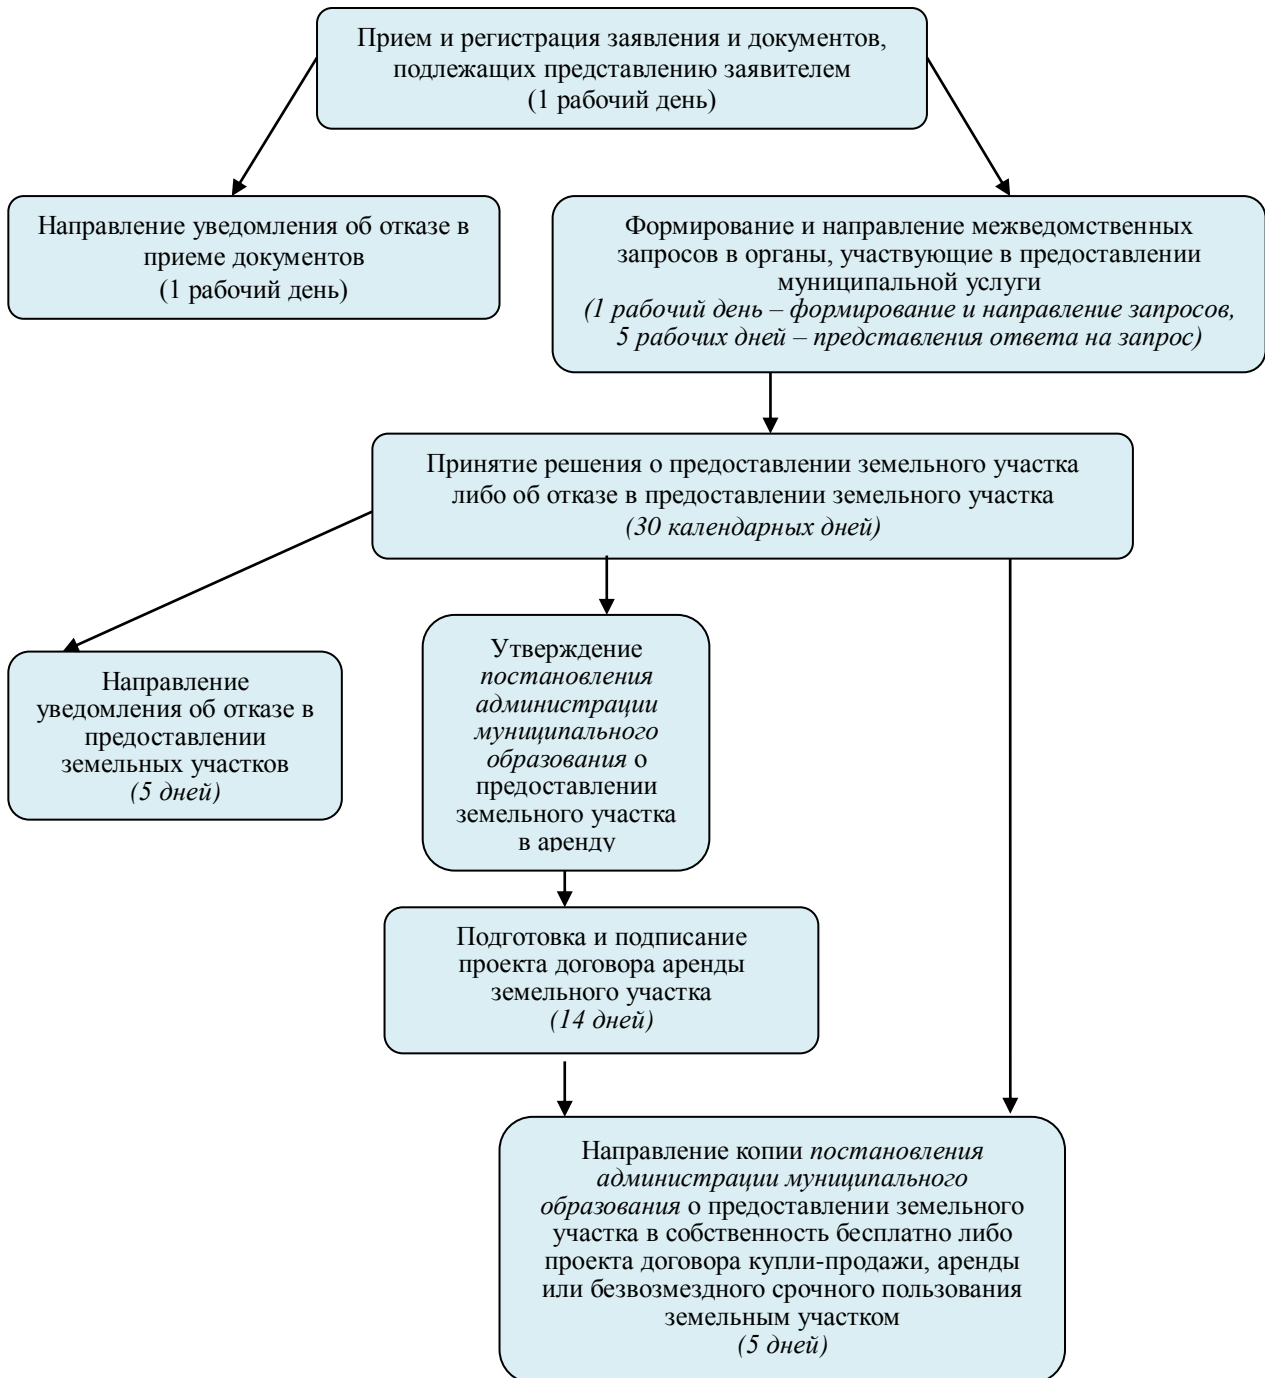 Прием и регистрация заявления и документов,
подлежащих представлению заявителем
(1 рабочий день)
Направление уведомления об отказе в
приеме документов
(1 рабочий день)
Формирование и направление межведомственных
запросов в органы, участвующие в предоставлении
муниципальной услуги
(1 рабочий день – формирование и направление запросов,
5 рабочих дней – представления ответа на запрос)
Принятие решения о предоставлении земельного участка
либо об отказе в предоставлении земельного участка
(30 календарных дней)
Направление
уведомления об отказе в
предоставлении
земельных участков
(5 дней)
Утверждение
постановления
администрации
муниципального
образования о
предоставлении
земельного участка
в аренду
Подготовка и подписание
проекта договора аренды
земельного участка
(14 дней)
Направление копии постановления
администрации муниципального
образования о предоставлении земельного
участка в собственность бесплатно либо
проекта договора купли-продажи, аренды
или безвозмездного срочного пользования
земельным участком
(5 дней)